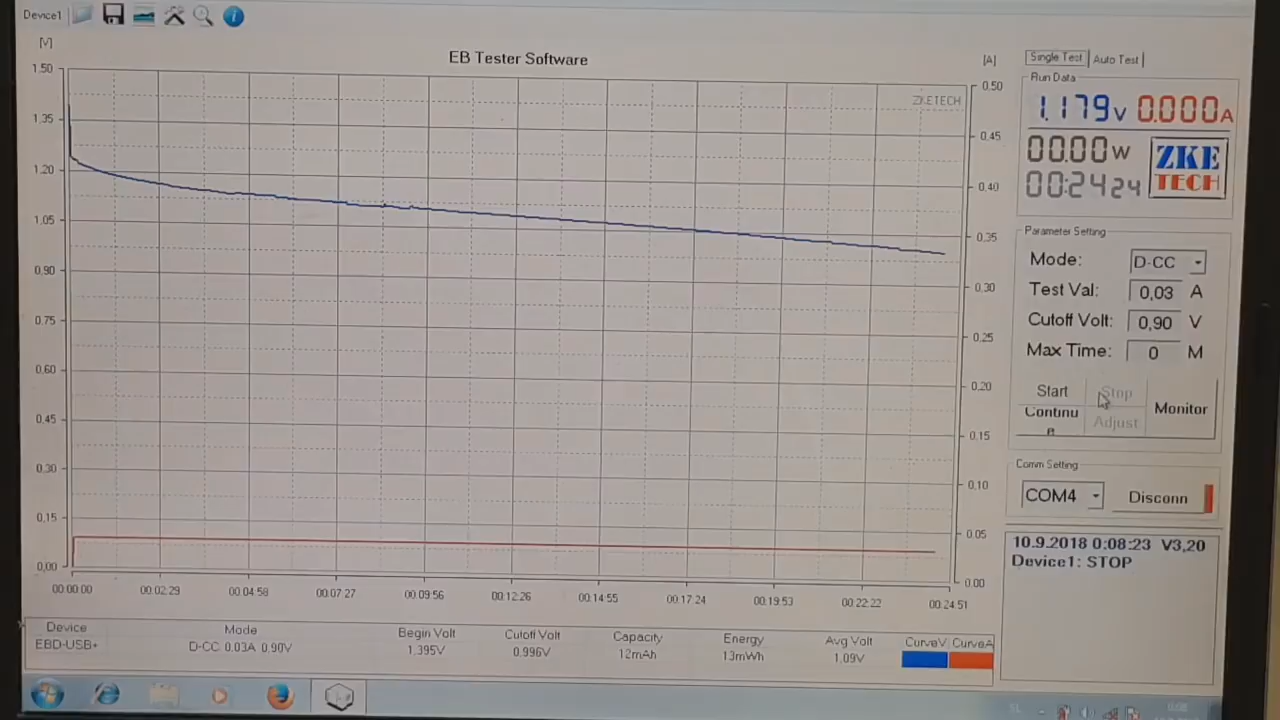 Device1
[V]
EB Tester Software
[A]
ZKETECH
1.50
1.35
1.20
1.05
0.90
0.75
0.60
0.45
0.30
0.15
0.00
0.50
0.45
0.40
0.35
0.30
0.25
0.20
0.15
0.10
0.05
0.00
00:00:00
00:02:29
00:04:58
00:07:27
00:09:56
00:12:26
00:14:55
00:17:24
00:19:53
00:22:22
00:24:51
Single Test
Auto Test
Run Data
1.179V 0.000A
00.00W
00:24 24
ZKE
TECH
Parameter Setting
Mode: D-CC
Test Val: 0,03 A
Cutoff Volt: 0,90 V
Max Time: 0 M
Start Stop
Continu
e
Adjust
Monitor
Comm Setting
COM4 Disconn
10.9.2018 0:08:23 V3,20
Device1: STOP
Device Mode Begin Volt Cutoff Volt Capacity Energy Avg Volt CurveV CurveA
EBD-USB+ D-CC 0.03A 0.90V 1.395V 0.996V 12mAh 13mWh 1.09V